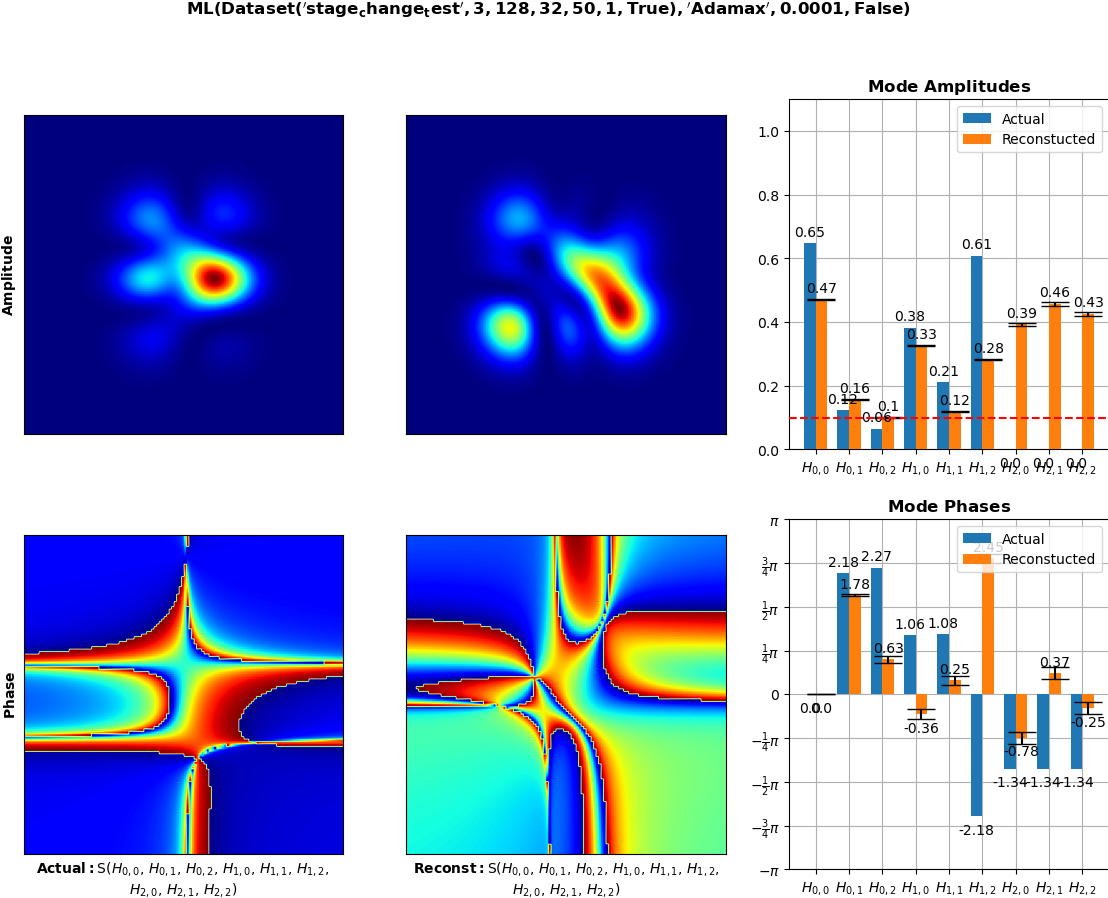 ML(Dataset('stage_change_test', 3, 128, 32, 50, 1, True), 'Adamax', 0.0001, False)
Amplitude
Mode Amplitudes
Actual
Reconstucted
1.0
0.8
0.6
0.4
0.2
0.0
0.65
0.47
0.12
0.16
0.06
0.1
0.38
0.33
0.21
0.12
0.61
0.28
0.0
0.39
0.0
0.46
0.0
0.43
H0,0 H0,1 H0,2 H1,0 H1,1 H1,2 H2,0 H2,1 H2,2
Phase
Actual: S(H0,0, H0,1, H0,2, H1,0, H1,1, H1,2,
H2,0, H2,1, H2,2)
Reconst: S(H0,0, H0,1, H0,2, H1,0, H1,1, H1,2,
H2,0, H2,1, H2,2)
Mode Phases
Actual
Reconstucted
π
3/4π
1/2π
1/4π
0
−1/4π
−1/2π
−3/4π
−π
0.0
0.0
2.18
1.78
2.27
0.63
1.06
-0.36
1.08
0.25
-2.18
2.45
-1.34
-0.78
-1.34
0.37
-1.34
-0.25
H0,0 H0,1 H0,2 H1,0 H1,1 H1,2 H2,0 H2,1 H2,2